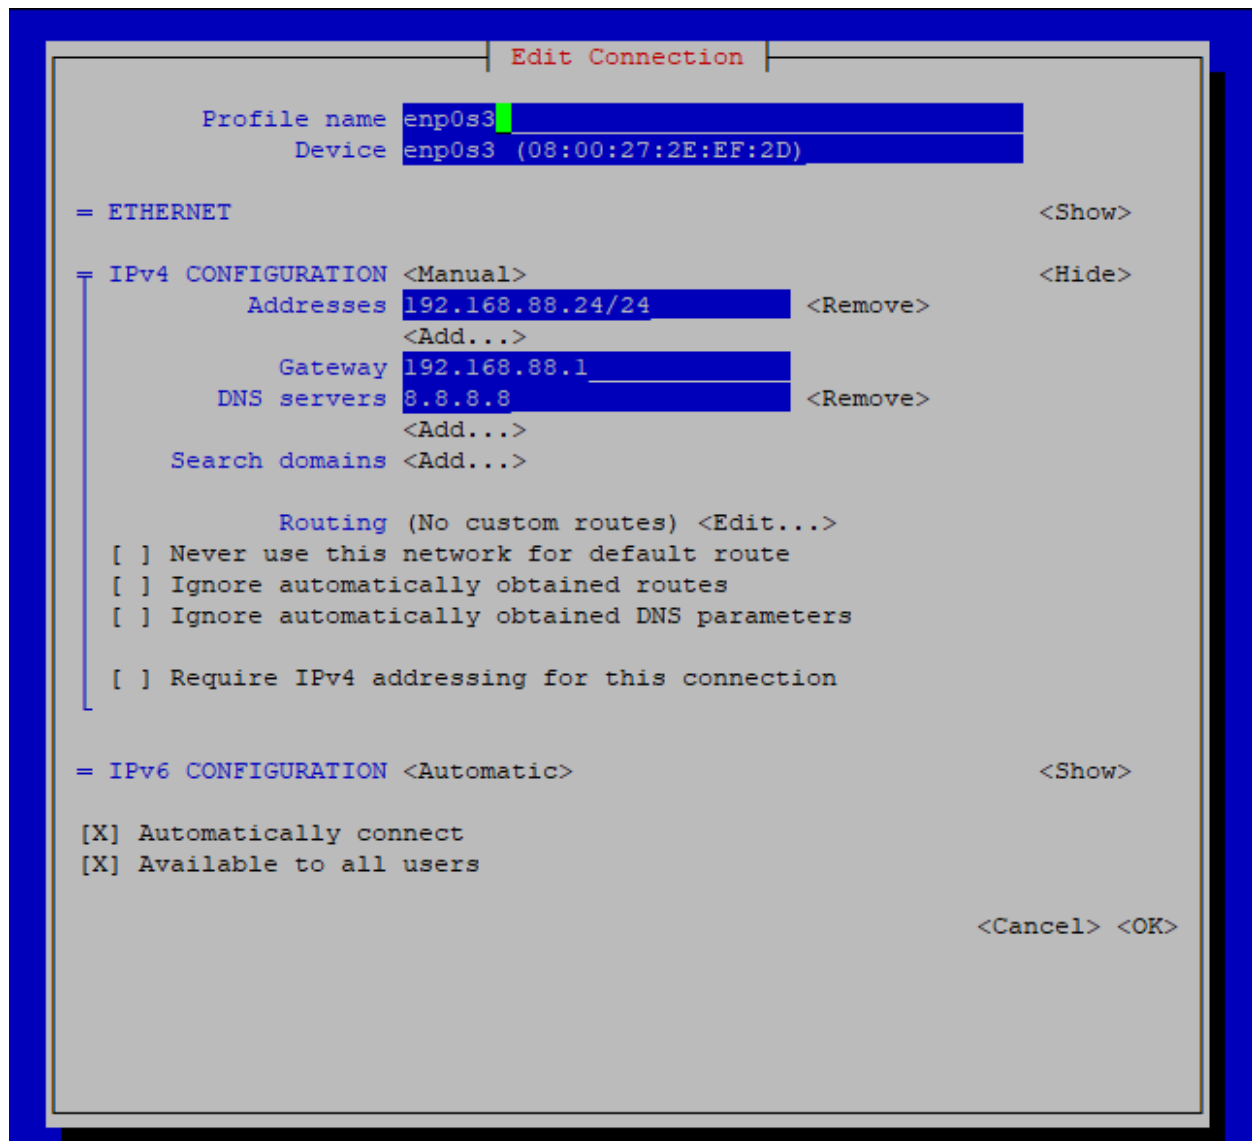 Edit Connection
Profile name enp0s3
Device enp0s3 (08:00:27:2E:EF:2D)
= ETHERNET <Show>
IPv4 CONFIGURATION <Manual> <Hide>
Addresses 192.168.88.24/24 <Remove>
<Add...>
Gateway 192.168.88.1
DNS servers 8.8.8.8 <Remove>
<Add...>
Search domains <Add...>
Routing (No custom routes) <Edit...>
[ ] Never use this network for default route
[ ] Ignore automatically obtained routes
[ ] Ignore automatically obtained DNS parameters
[ ] Require IPv4 addressing for this connection
= IPv6 CONFIGURATION <Automatic> <Show>
[X] Automatically connect
[X] Available to all users
<Cancel> <OK>